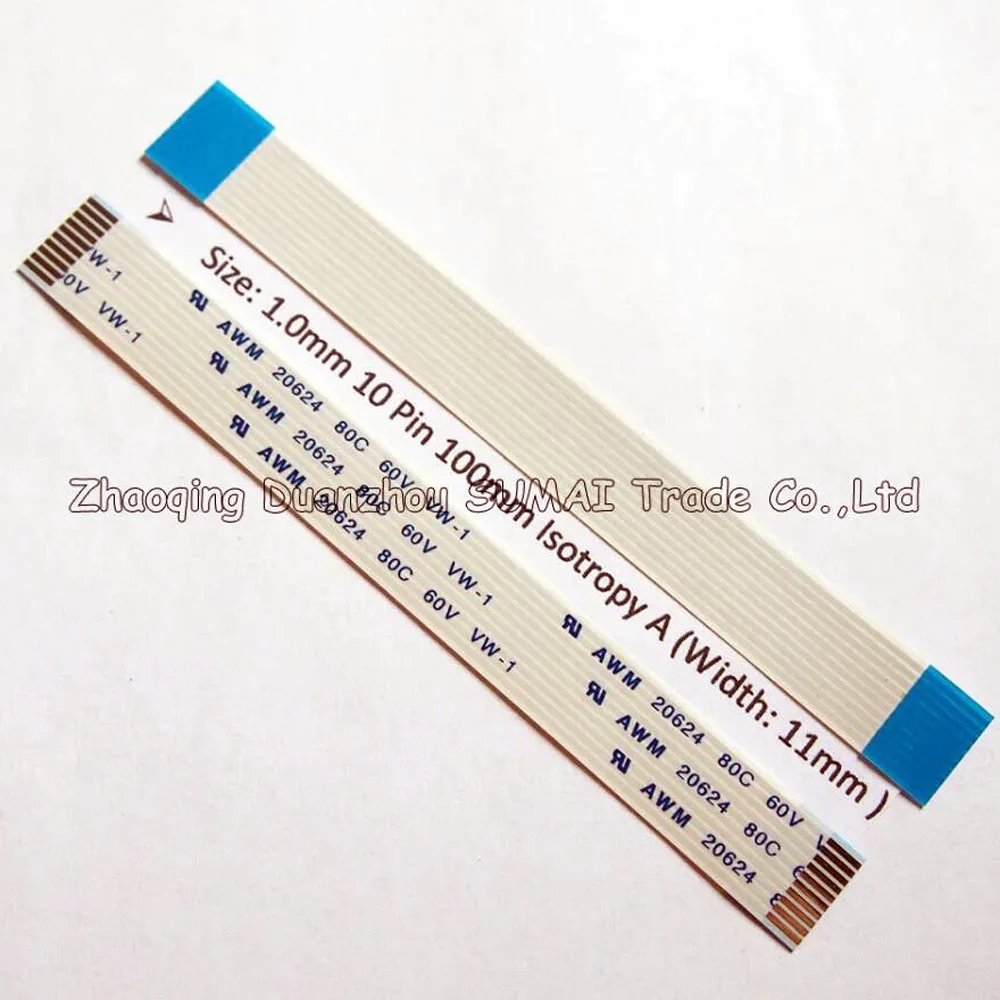 Size: 1.0mm 10 Pin 100mm Isotropy A (Width: 11mm )
VW-1
0V VW-1
AWM 20624 80C 60V VW-1
AWM 20624 80C 60V VW-1
AWM 20624 80C 60V VW-1
AWM 20624 80C 60V V
AWM 20624 80C 6
AWM 20624 8
Zhaoqing Duanzhou SUMAI Trade Co.,Ltd